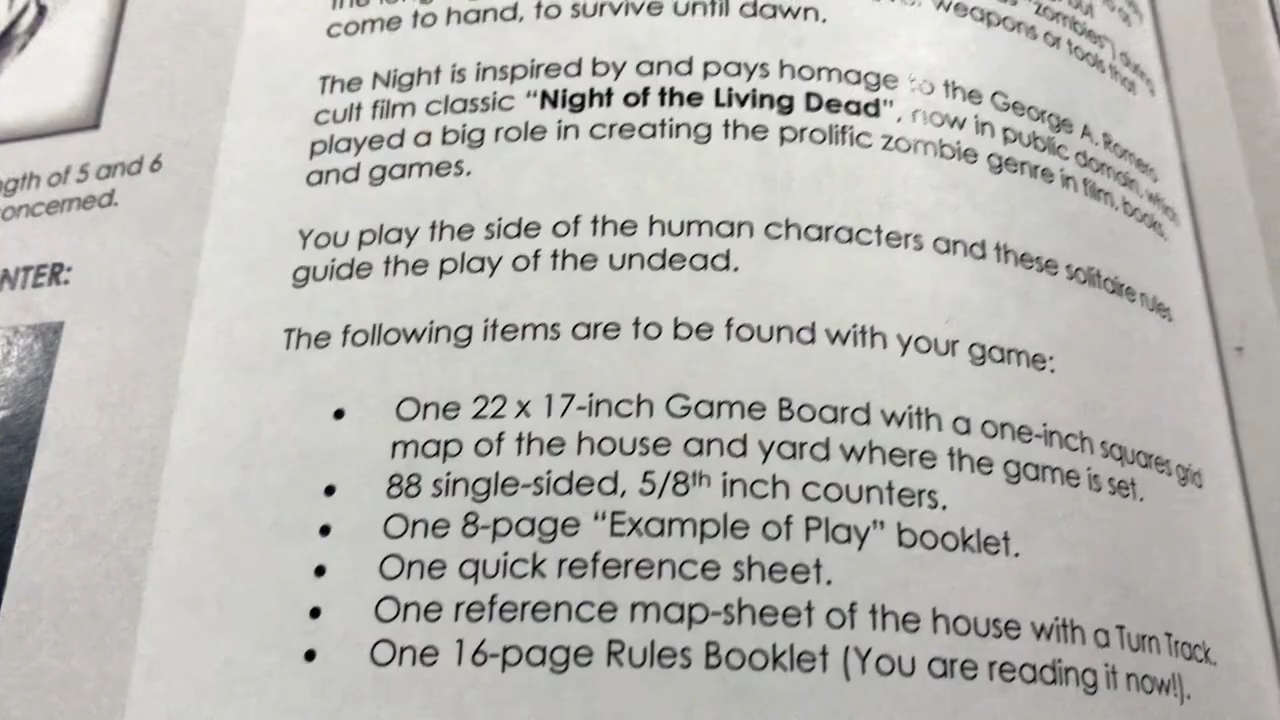 come to hand, to survive until dawn.
"zombies") during
weapons or tools that
The Night is inspired by and pays homage to the George A. Romero
cult film classic "Night of the Living Dead", now in public domain, which
played a big role in creating the prolific zombie genre in film, books,
and games.
You play the side of the human characters and these solitaire rules
guide the play of the undead.
The following items are to be found with your game:
• One 22 x 17-inch Game Board with a one-inch squares grid
map of the house and yard where the game is set.
• 88 single-sided, 5/8th inch counters.
• One 8-page "Example of Play" booklet.
• One quick reference sheet.
• One reference map-sheet of the house with a Turn Track.
• One 16-page Rules Booklet (You are reading it now!).
gth of 5 and 6
oncerned.
NTER: